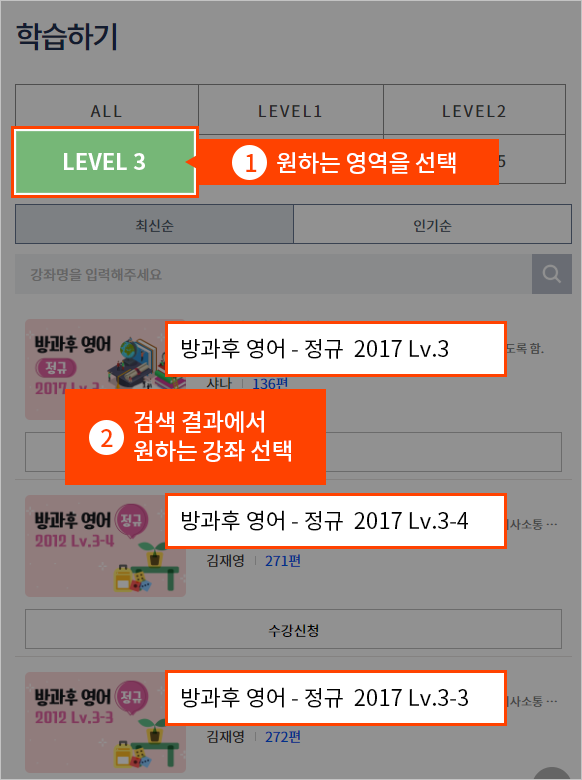 학습하기
ALL
LEVEL1
LEVEL2
LEVEL 3
1 원하는 영역을 선택
5
최신순
인기순
강좌명을 입력해주세요
방과후 영어
정규
2017 Lv.3
방과후 영어 - 정규 2017 Lv.3
도록 함.
샤나 136편
2 검색 결과에서
원하는 강좌 선택
방과후 영어 정규
2012 Lv.3-4
방과후 영어 - 정규 2017 Lv.3-4
사소통 ...
김재영 271편
수강신청
방과후 영어 정규
2012 Lv.3-3
방과후 영어 - 정규 2017 Lv.3-3
사소통 ...
김재영 272편